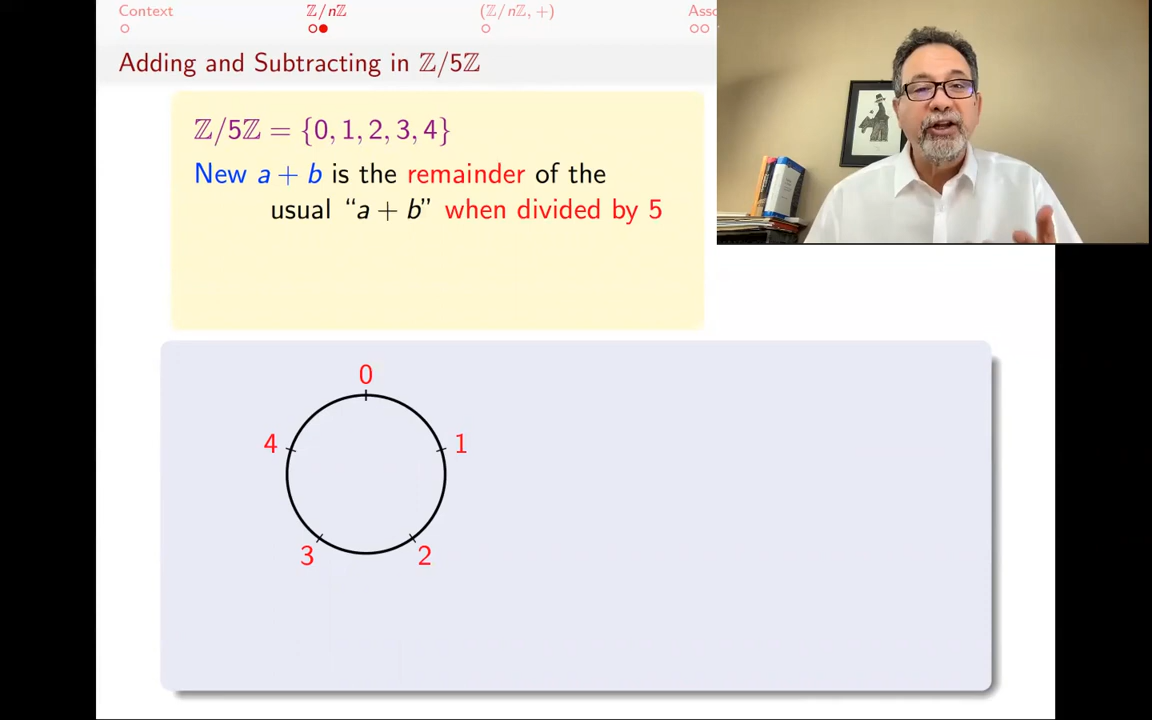 Context
ℤ/nℤ
(ℤ/nℤ, +)
Adding and Subtracting in ℤ/5ℤ
ℤ/5ℤ = {0, 1, 2, 3, 4}
New a + b is the remainder of the
usual “a + b” when divided by 5
0
4
1
3
2